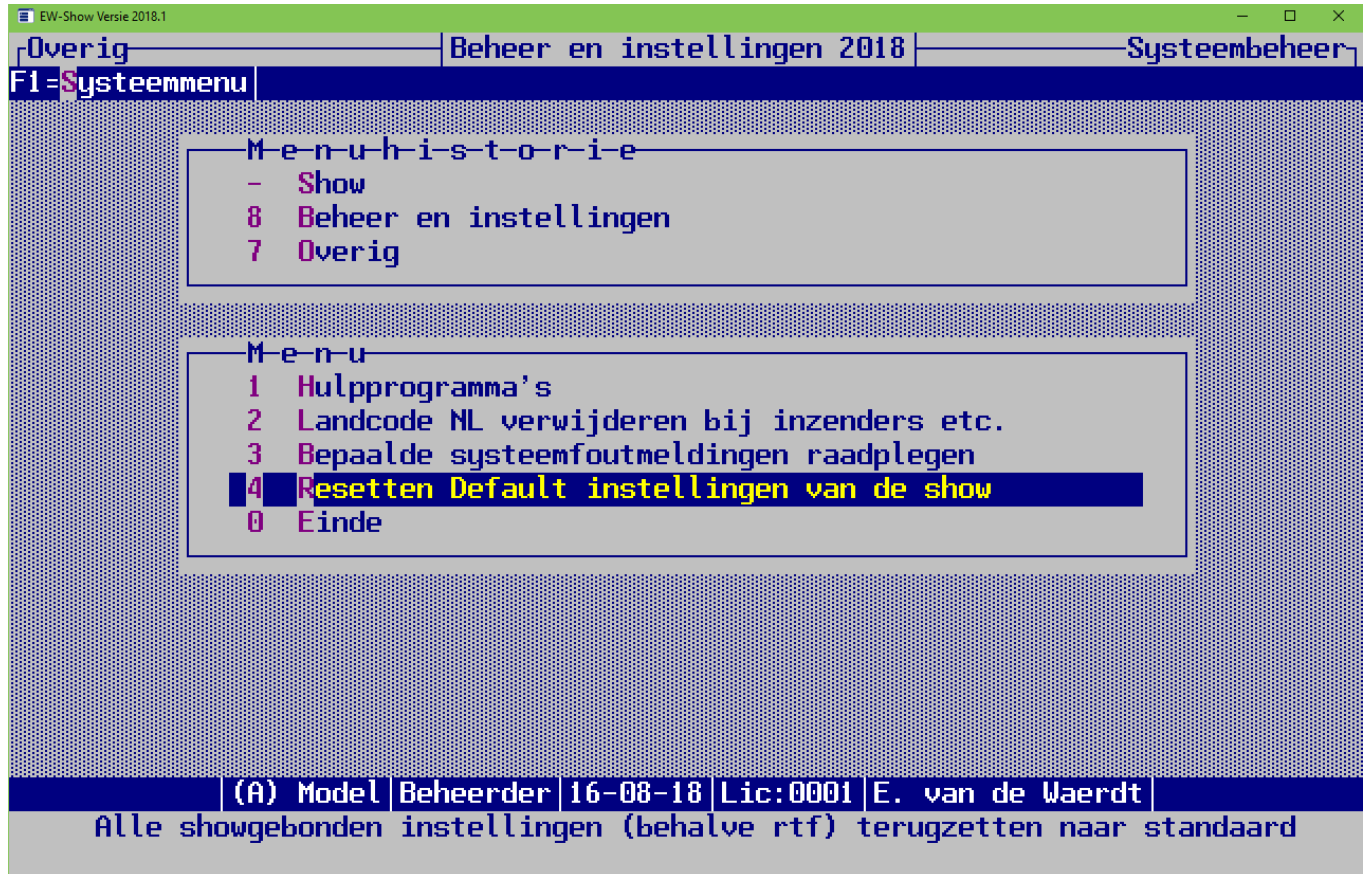 EW-Show Versie 2018.1
Overig Beheer en instellingen 2018 Systeembeheer
F1=Systeemmenu
Menuhistorie
- Show
8 Beheer en instellingen
7 Overig
Menu
1 Hulpprogramma's
2 Landcode NL verwijderen bij inzenders etc.
3 Bepaalde systeemfoutmeldingen raadplegen
4 Resetten Default instellingen van de show
0 Einde
(A) Model Beheerder 16-08-18 Lic:0001 E. van de Waerdt
Alle showgebonden instellingen (behalve rtf) terugzetten naar standaard